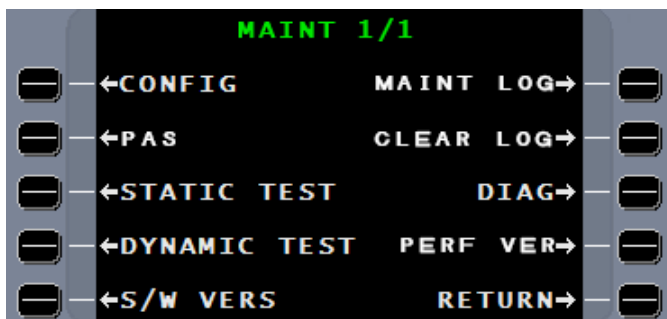 MAINT 1/1
←CONFIG MAINT LOG→
←PAS CLEAR LOG→
←STATIC TEST DIAG→
←DYNAMIC TEST PERF VER→
←S/W VERS RETURN→